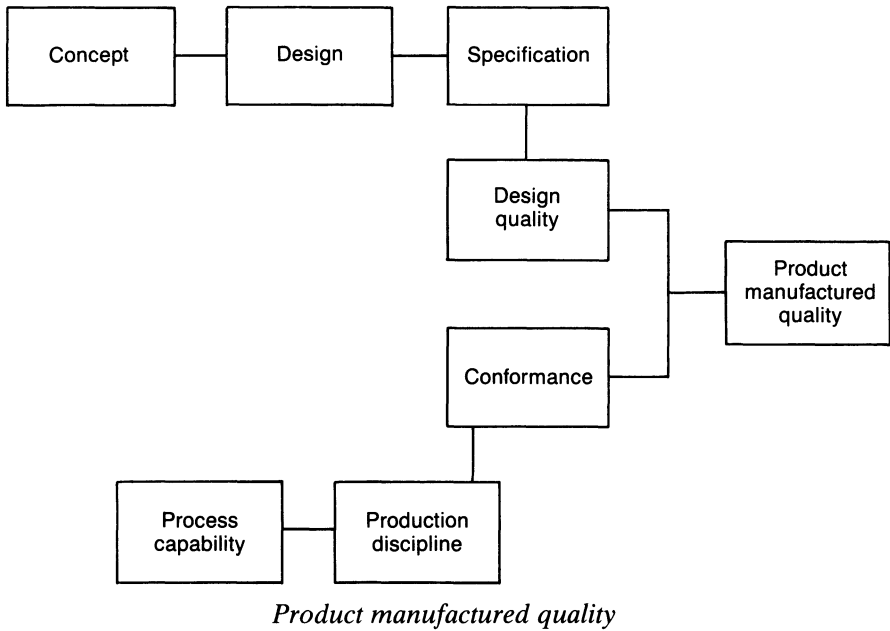 Concept
Design
Specification
Design
quality
Product
manufactured
quality
Conformance
Process
capability
Production
discipline
Product manufactured quality